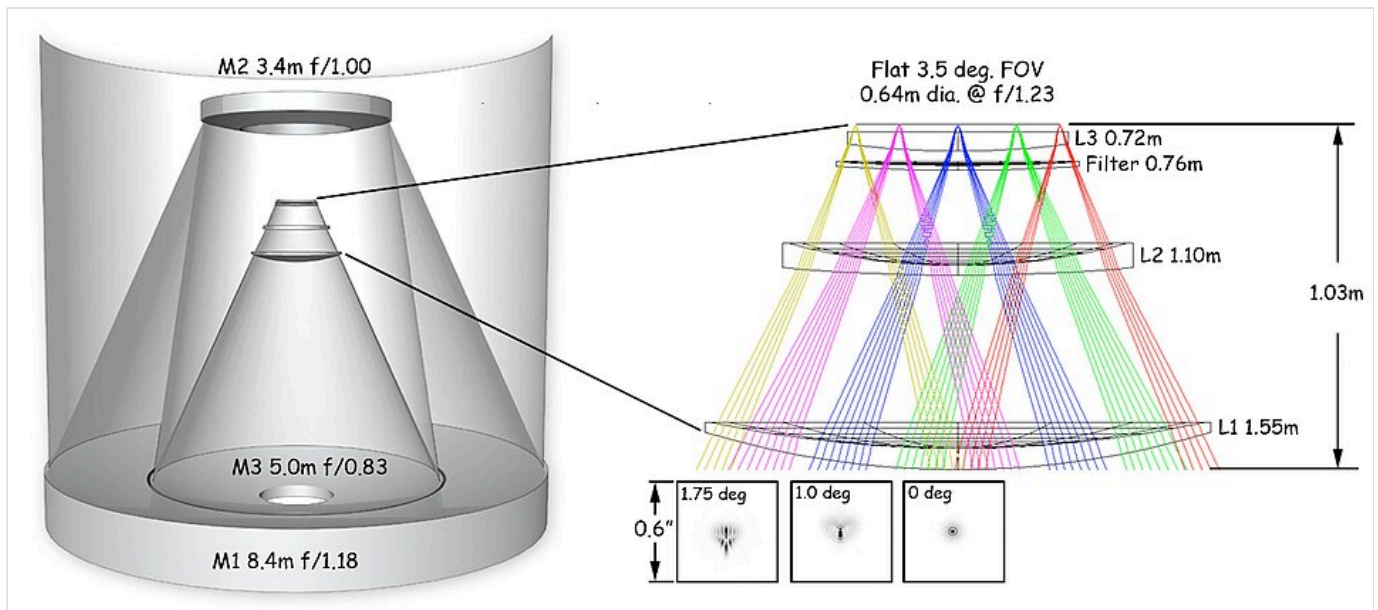 M2 3.4m f/1.00
M3 5.0m f/0.83
M1 8.4m f/1.18
Flat 3.5 deg. FOV
0.64m dia. @ f/1.23
L3 0.72m
Filter 0.76m
L2 1.10m
1.03m
L1 1.55m
0.6"
1.75 deg
1.0 deg
0 deg